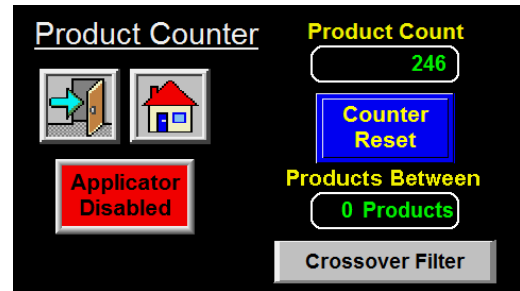 Product Counter
Applicator
Disabled
Product Count
246
Counter
Reset
Products Between
0 Products
Crossover Filter